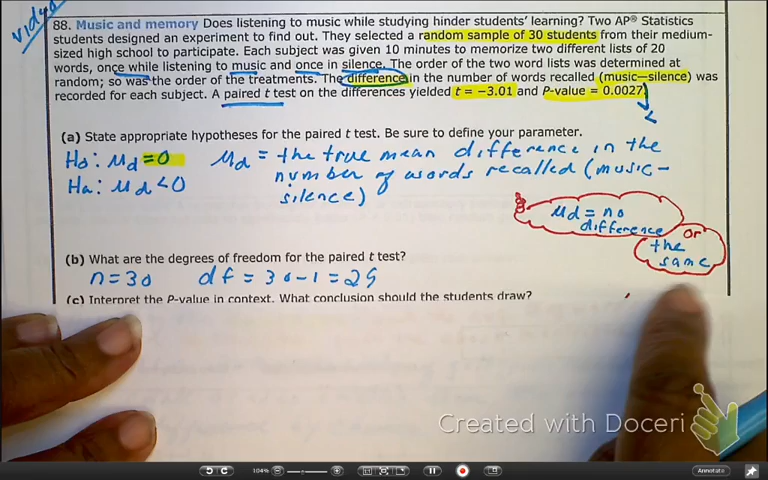 vidya
88. Music and memory Does listening to music while studying hinder students' learning? Two AP® Statistics
students designed an experiment to find out. They selected a random sample of 30 students from their medium-
sized high school to participate. Each subject was given 10 minutes to memorize two different lists of 20
words, once while listening to music and once in silence. The order of the two word lists was determined at
random; so was the order of the treatments. The difference in the number of words recalled (music−silence) was
recorded for each subject. A paired t test on the differences yielded t = −3.01 and P-value = 0.0027.
<
(a) State appropriate hypotheses for the paired t test. Be sure to define your parameter.
Ho: μd =0 μd = the true mean difference in the
Ha: μd <0 number of words recalled (music-
silence)
μd = no
difference
or
the
same
(b) What are the degrees of freedom for the paired t test?
n=30 df = 30-1 = 29
(c) Interpret the P-value in context. What conclusion should the students draw?
Created with Doceri
104%
Annotate